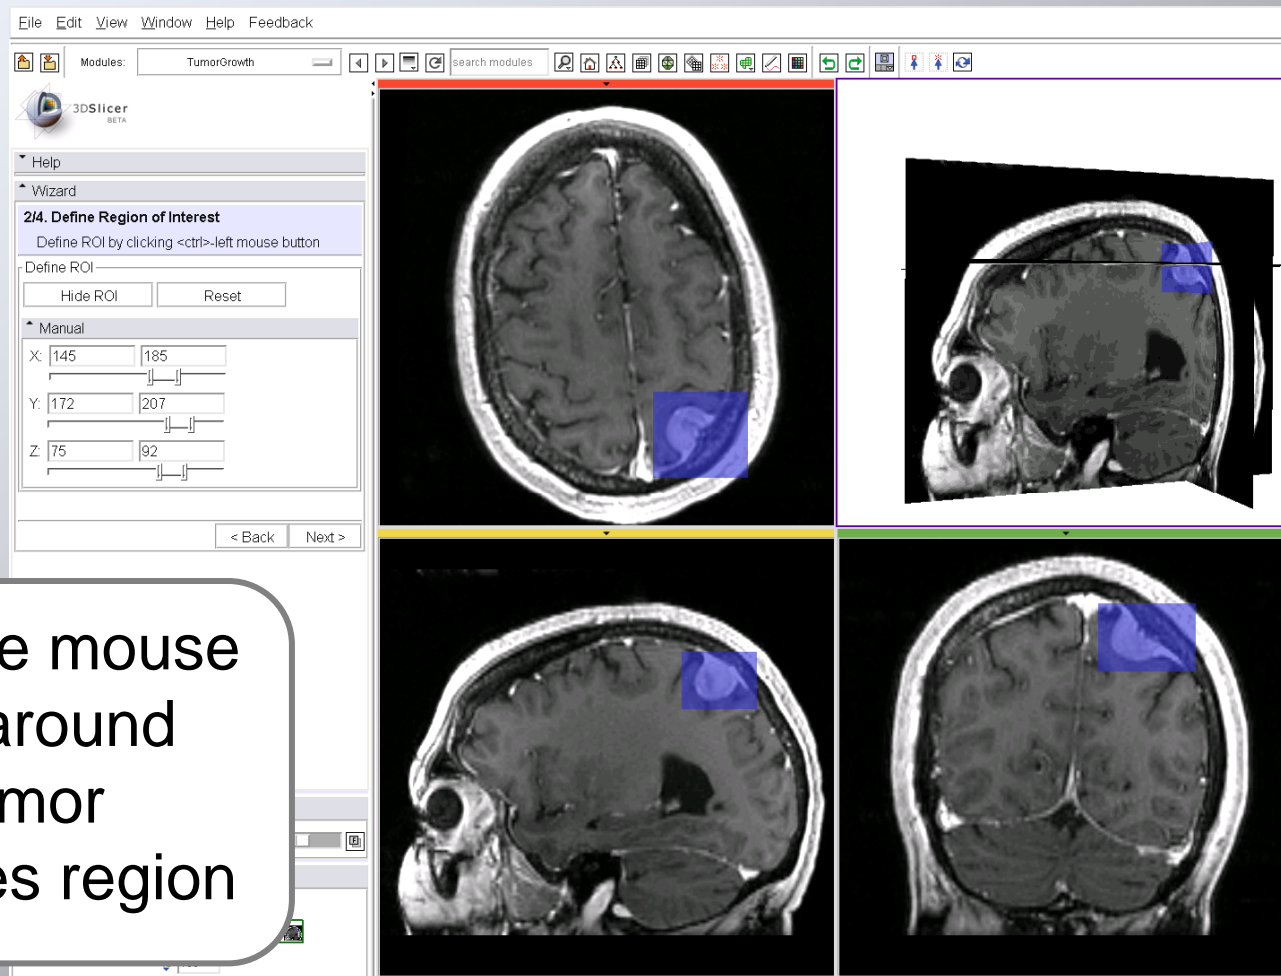 File Edit View Window Help Feedback
Modules: TumorGrowth search modules
3DSlicer
BETA
Help
Wizard
2/4. Define Region of Interest
Define ROI by clicking <ctrl>-left mouse button
Define ROI
Hide ROI Reset
Manual
X: 145 185
Y: 172 207
Z: 75 92
< Back Next >
e mouse
around
mor
es region